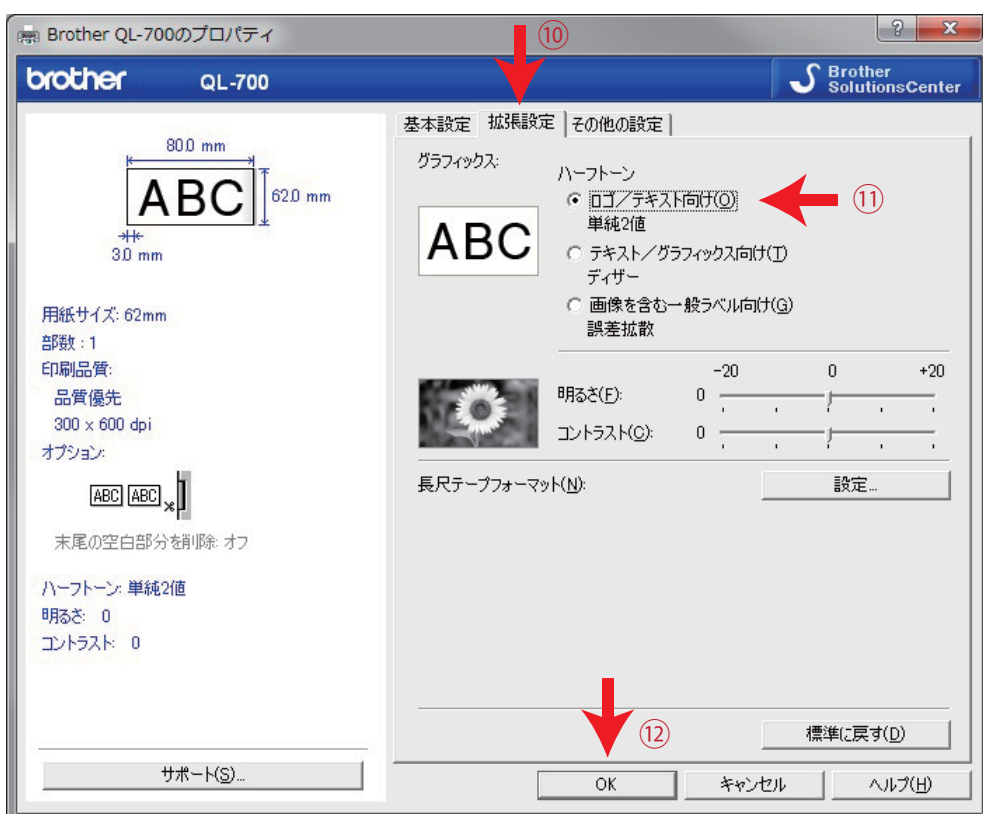 Brother QL-700のプロパティ
⑩
brother QL-700
Brother SolutionsCenter
80.0 mm
ABC
62.0 mm
3.0 mm
用紙サイズ: 62mm
部数 : 1
印刷品質:
品質優先
300 x 600 dpi
オプション:
ABC ABC
末尾の空白部分を削除: オフ
ハーフトーン: 単純2値
明るさ: 0
コントラスト: 0
サポート(S)...
基本設定 拡張設定 その他の設定
グラフィックス:
ABC
ハーフトーン
ロゴ/テキスト向け(O)
⑪
単純2値
テキスト/グラフィックス向け(T)
ディザー
画像を含む一般ラベル向け(G)
誤差拡散
-20 0 +20
明るさ(F): 0
コントラスト(C): 0
長尺テープフォーマット(N): 設定...
⑫
標準に戻す(D)
OK キャンセル ヘルプ(H)